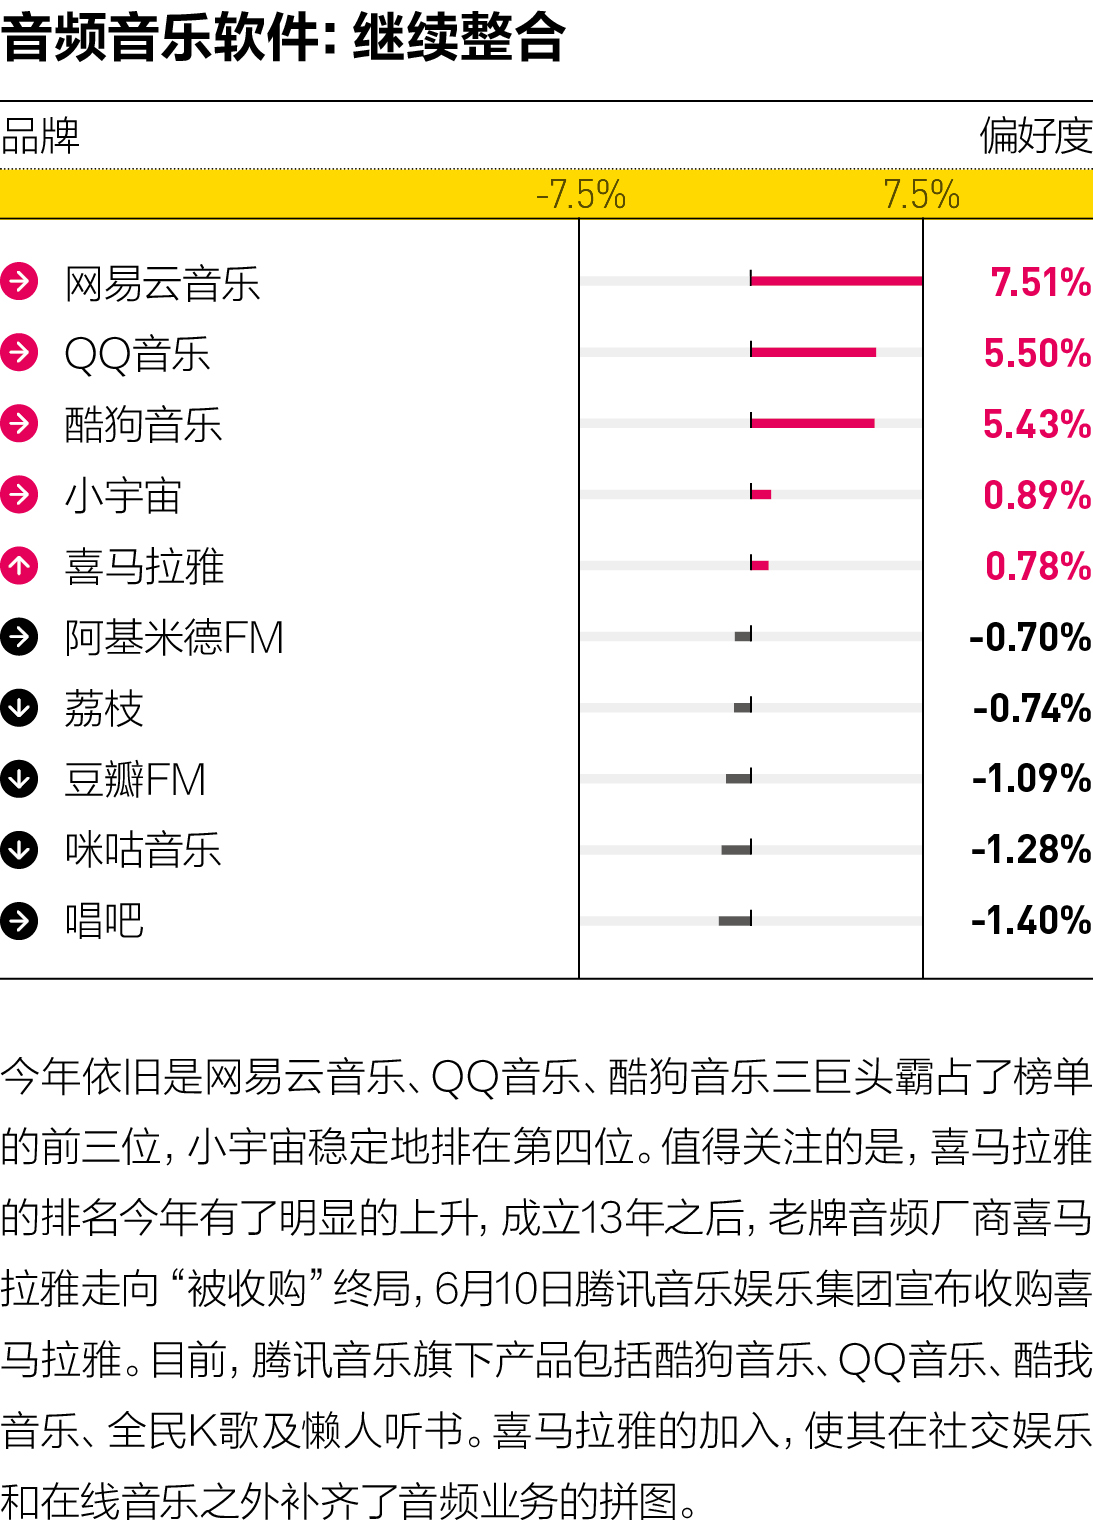 音频音乐软件：继续整合
品牌 偏好度
-7.5% 7.5%
网易云音乐 7.51%
QQ音乐 5.50%
酷狗音乐 5.43%
小宇宙 0.89%
喜马拉雅 0.78%
阿基米德FM -0.70%
荔枝 -0.74%
豆瓣FM -1.09%
咪咕音乐 -1.28%
唱吧 -1.40%
今年依旧是网易云音乐、QQ音乐、酷狗音乐三巨头霸占了榜单
的前三位，小宇宙稳定地排在第四位。值得关注的是，喜马拉雅
的排名今年有了明显的上升，成立13年之后，老牌音频厂商喜马
拉雅走向“被收购”终局，6月10日腾讯音乐娱乐集团宣布收购喜
马拉雅。目前，腾讯音乐旗下产品包括酷狗音乐、QQ音乐、酷我
音乐、全民K歌及懒人听书。喜马拉雅的加入，使其在社交娱乐
和在线音乐之外补齐了音频业务的拼图。